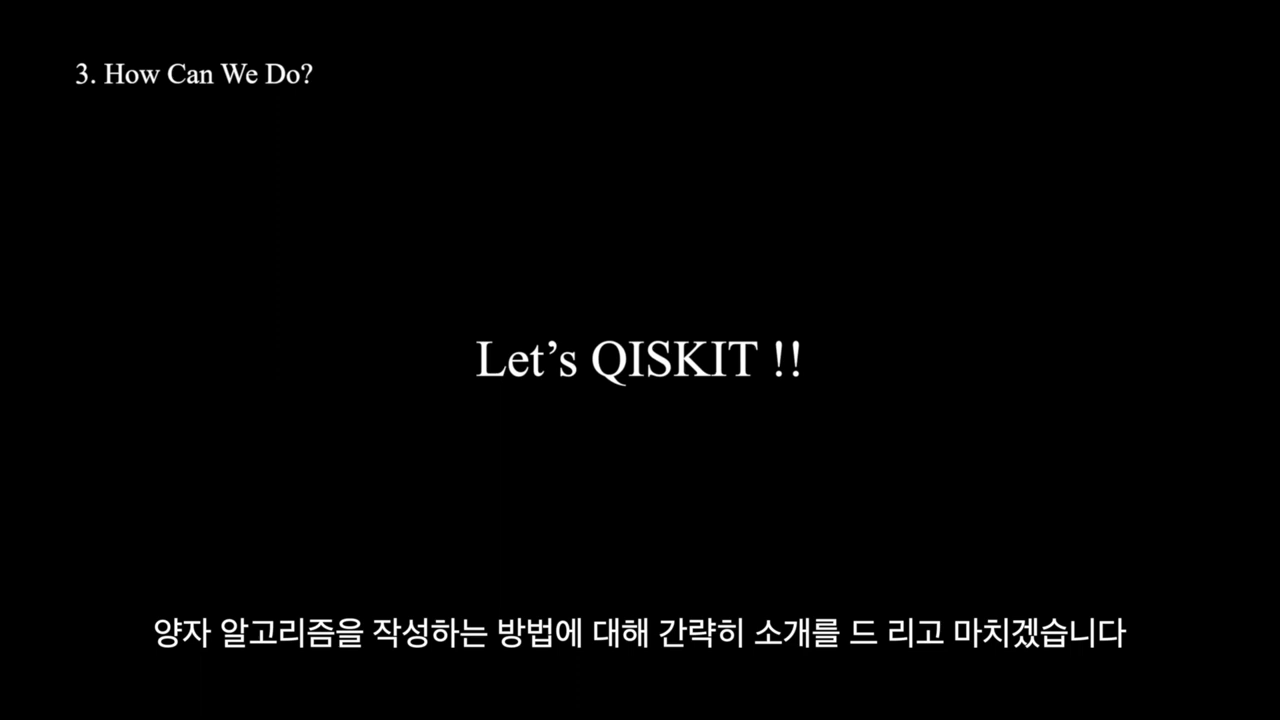 3. How Can We Do?
Let’s QISKIT !!
양자 알고리즘을 작성하는 방법에 대해 간략히 소개를 드 리고 마치겠습니다